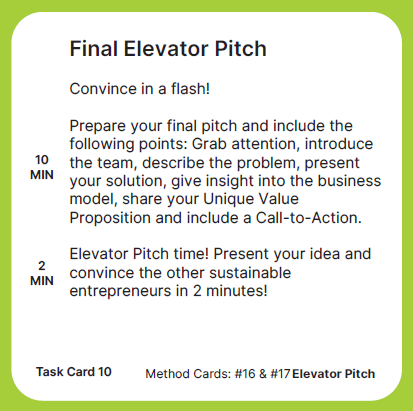 Final Elevator Pitch
Convince in a flash!
10
MIN
Prepare your final pitch and include the
following points: Grab attention, introduce
the team, describe the problem, present
your solution, give insight into the business
model, share your Unique Value
Proposition and include a Call-to-Action.
2
MIN
Elevator Pitch time! Present your idea and
convince the other sustainable
entrepreneurs in 2 minutes!
Task Card 10
Method Cards: #16 & #17 Elevator Pitch